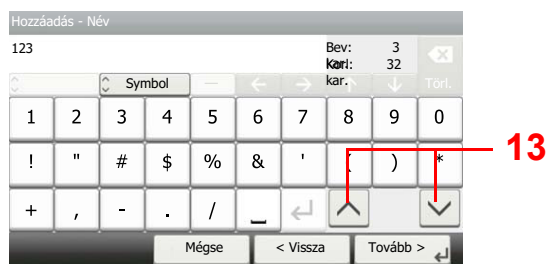 Hozzáadás - Név
123
Bev: 3
kar.
Korl: 32
kar.
Symbol
Törl.
1 2 3 4 5 6 7 8 9 0
! " # $ % & ' ( ) *
+ , - . / _
Mégse < Vissza Tovább >
13